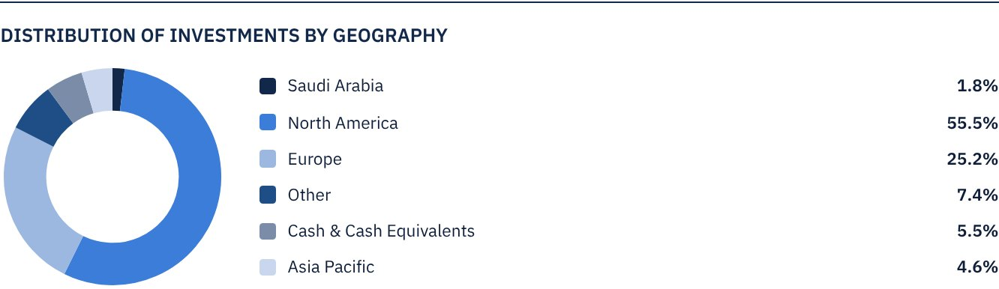 DISTRIBUTION OF INVESTMENTS BY GEOGRAPHY
Saudi Arabia 1.8%
North America 55.5%
Europe 25.2%
Other 7.4%
Cash & Cash Equivalents 5.5%
Asia Pacific 4.6%